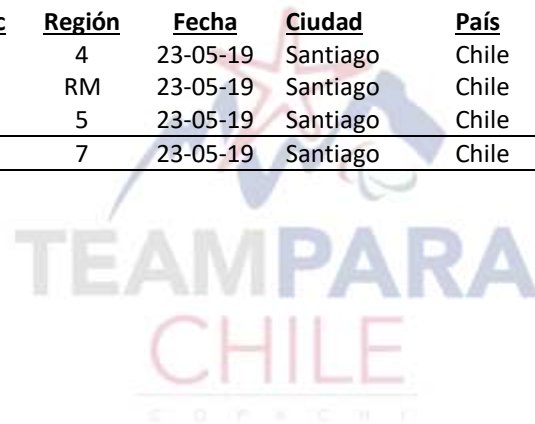 c Región Fecha Ciudad País
4 23-05-19 Santiago Chile
RM 23-05-19 Santiago Chile
5 23-05-19 Santiago Chile
7 23-05-19 Santiago Chile
TEAMPARA
CHILE
COPACHI